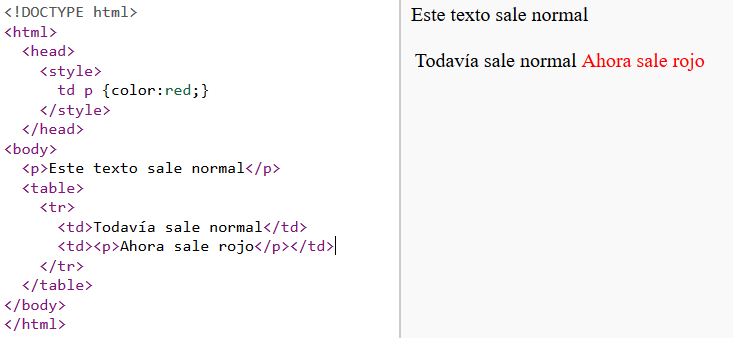 <!DOCTYPE html>
<html>
  <head>
    <style>
      td p {color:red;}
    </style>
  </head>
<body>
  <p>Este texto sale normal</p>
  <table>
    <tr>
      <td>Todavía sale normal</td>
      <td><p>Ahora sale rojo</p></td>
    </tr>
  </table>
</body>
</html>
Este texto sale normal
Todavía sale normal Ahora sale rojo